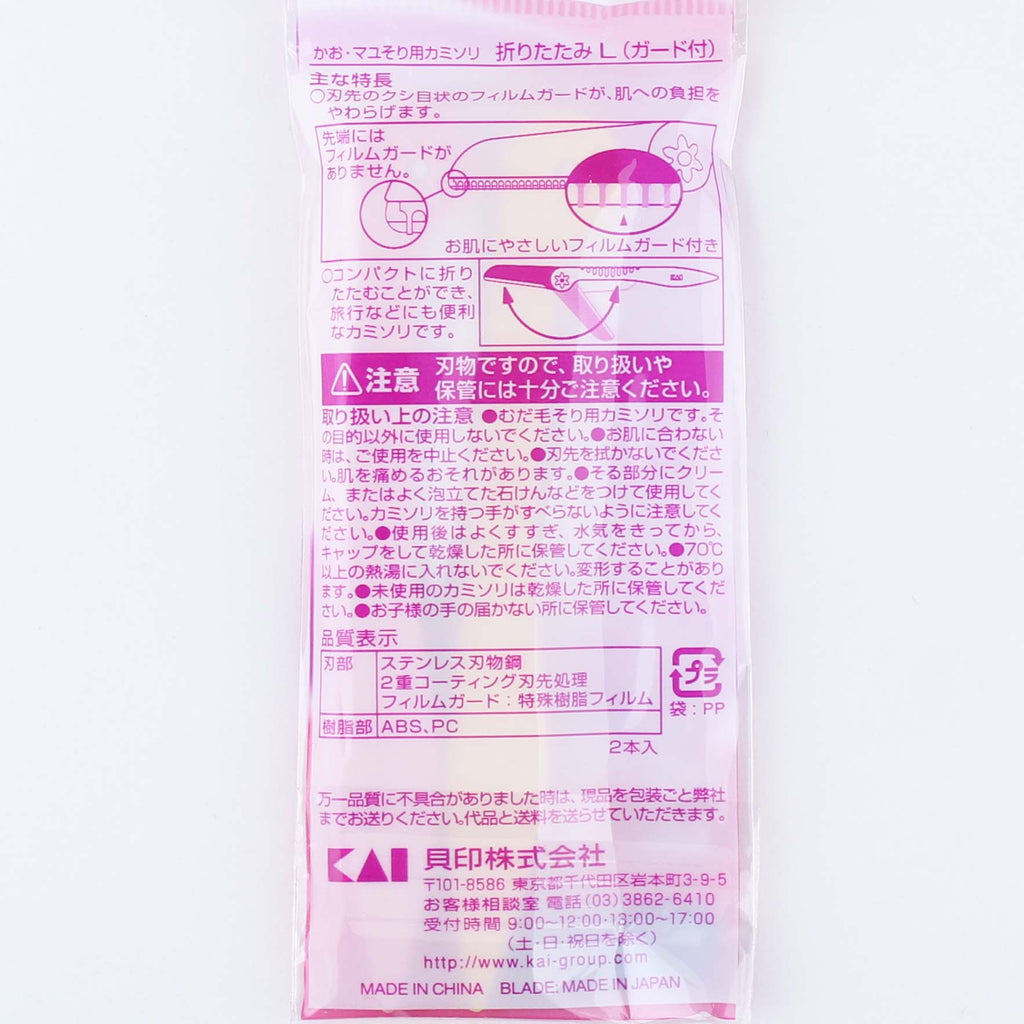 かお・マユそり用カミソリ 折りたたみL(ガード付)
主な特長
○刃先のクシ目状のフィルムガードが、肌への負担を
やわらげます。
先端には
フィルムガードが
ありません。
お肌にやさしいフィルムガード付き
○コンパクトに折り
たたむことができ、
旅行などにも便利
なカミソリです。
KAI
注意 刃物ですので、取り扱いや
保管には十分ご注意ください。
取り扱い上の注意 ●むだ毛そり用カミソリです。そ
の目的以外に使用しないでください。●お肌に合わない
時は、ご使用を中止ください。●刃先を拭かないでくださ
い。肌を痛めるおそれがあります。●そる部分にクリー
ム、またはよく泡立てた石けんなどをつけて使用してく
ださい。カミソリを持つ手がすべらないように注意してく
ださい。●使用後はよくすすぎ、水気をきってから、
キャップをして乾燥した所に保管してください。●70℃
以上の熱湯に入れないでください。変形することがあり
ます。●未使用のカミソリは乾燥した所に保管してくだ
さい。●お子様の手の届かない所に保管してください。
品質表示
刃部 ステンレス刃物鋼
2重コーティング刃先処理
フィルムガード:特殊樹脂フィルム
樹脂部 ABS、PC
プラ
袋:PP
2本入
万一品質に不具合がありました時は、現品を包装ごと弊社
までお送りください。代品と送料を送らせていただきます。
KAI 貝印株式会社
〒101-8586 東京都千代田区岩本町3-9-5
お客様相談室 電話(03)3862-6410
受付時間 9:00~12:00・13:00~17:00
(土・日・祝日を除く)
http://www.kai-group.com
MADE IN CHINA BLADE: MADE IN JAPAN